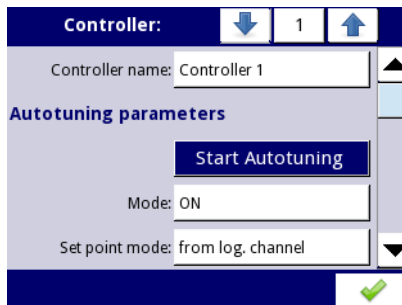 Controller: 1
Controller name: Controller 1
Autotuning parameters
Start Autotuning
Mode: ON
Set point mode: from log. channel